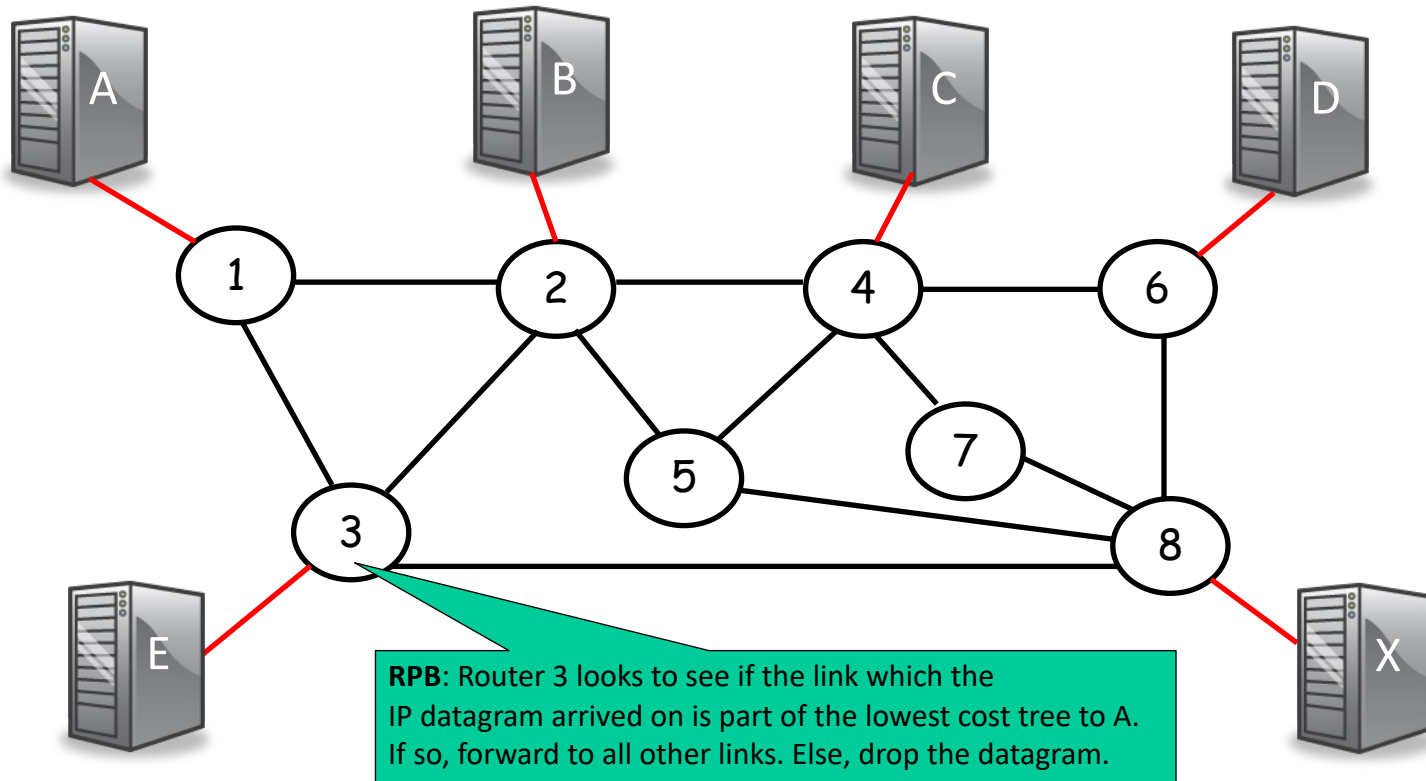 A
B
C
D
1
2
4
6
7
5
3
8
E
X
RPB: Router 3 looks to see if the link which the
IP datagram arrived on is part of the lowest cost tree to A.
If so, forward to all other links. Else, drop the datagram.